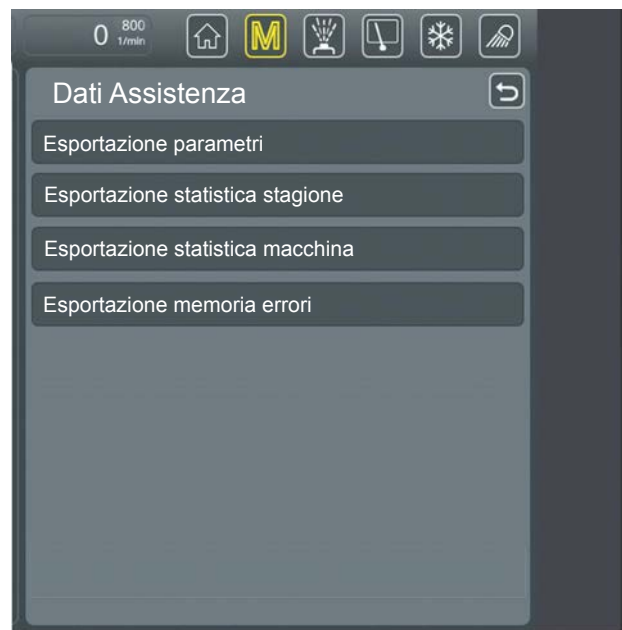 0 800
1/min
M
Dati Assistenza
Esportazione parametri
Esportazione statistica stagione
Esportazione statistica macchina
Esportazione memoria errori